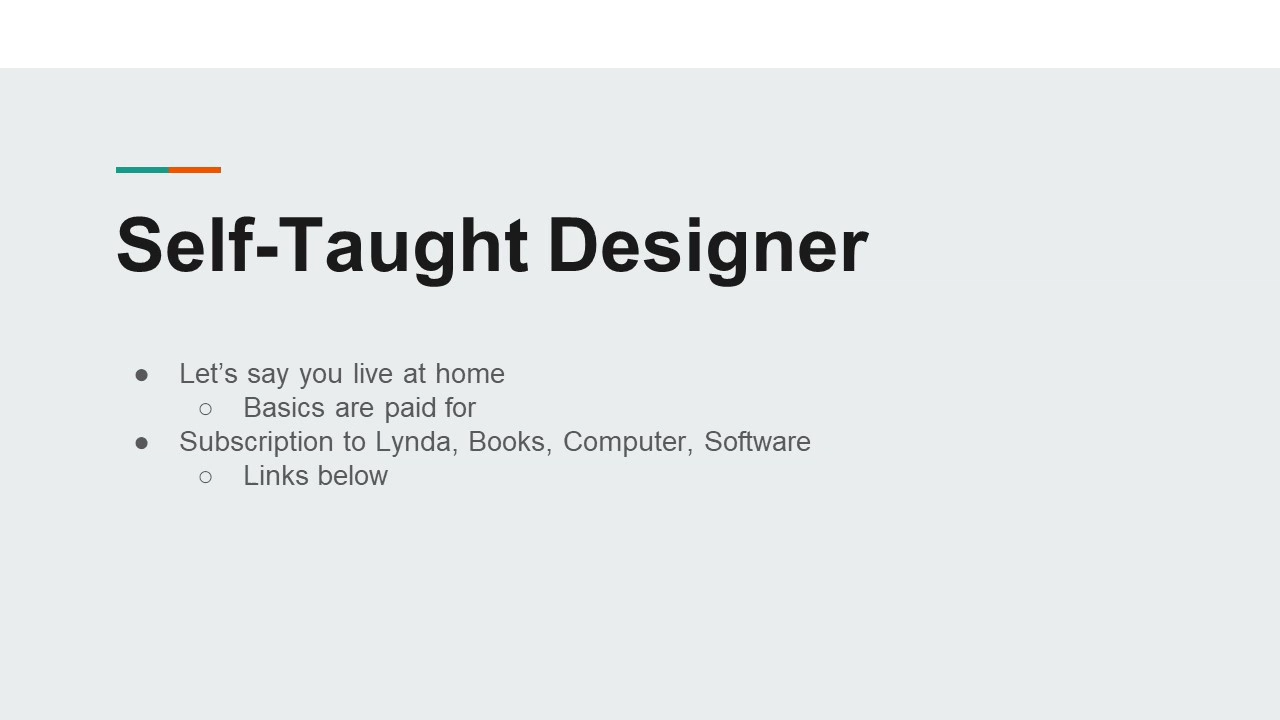 Self-Taught Designer
● Let’s say you live at home
○ Basics are paid for
● Subscription to Lynda, Books, Computer, Software
○ Links below